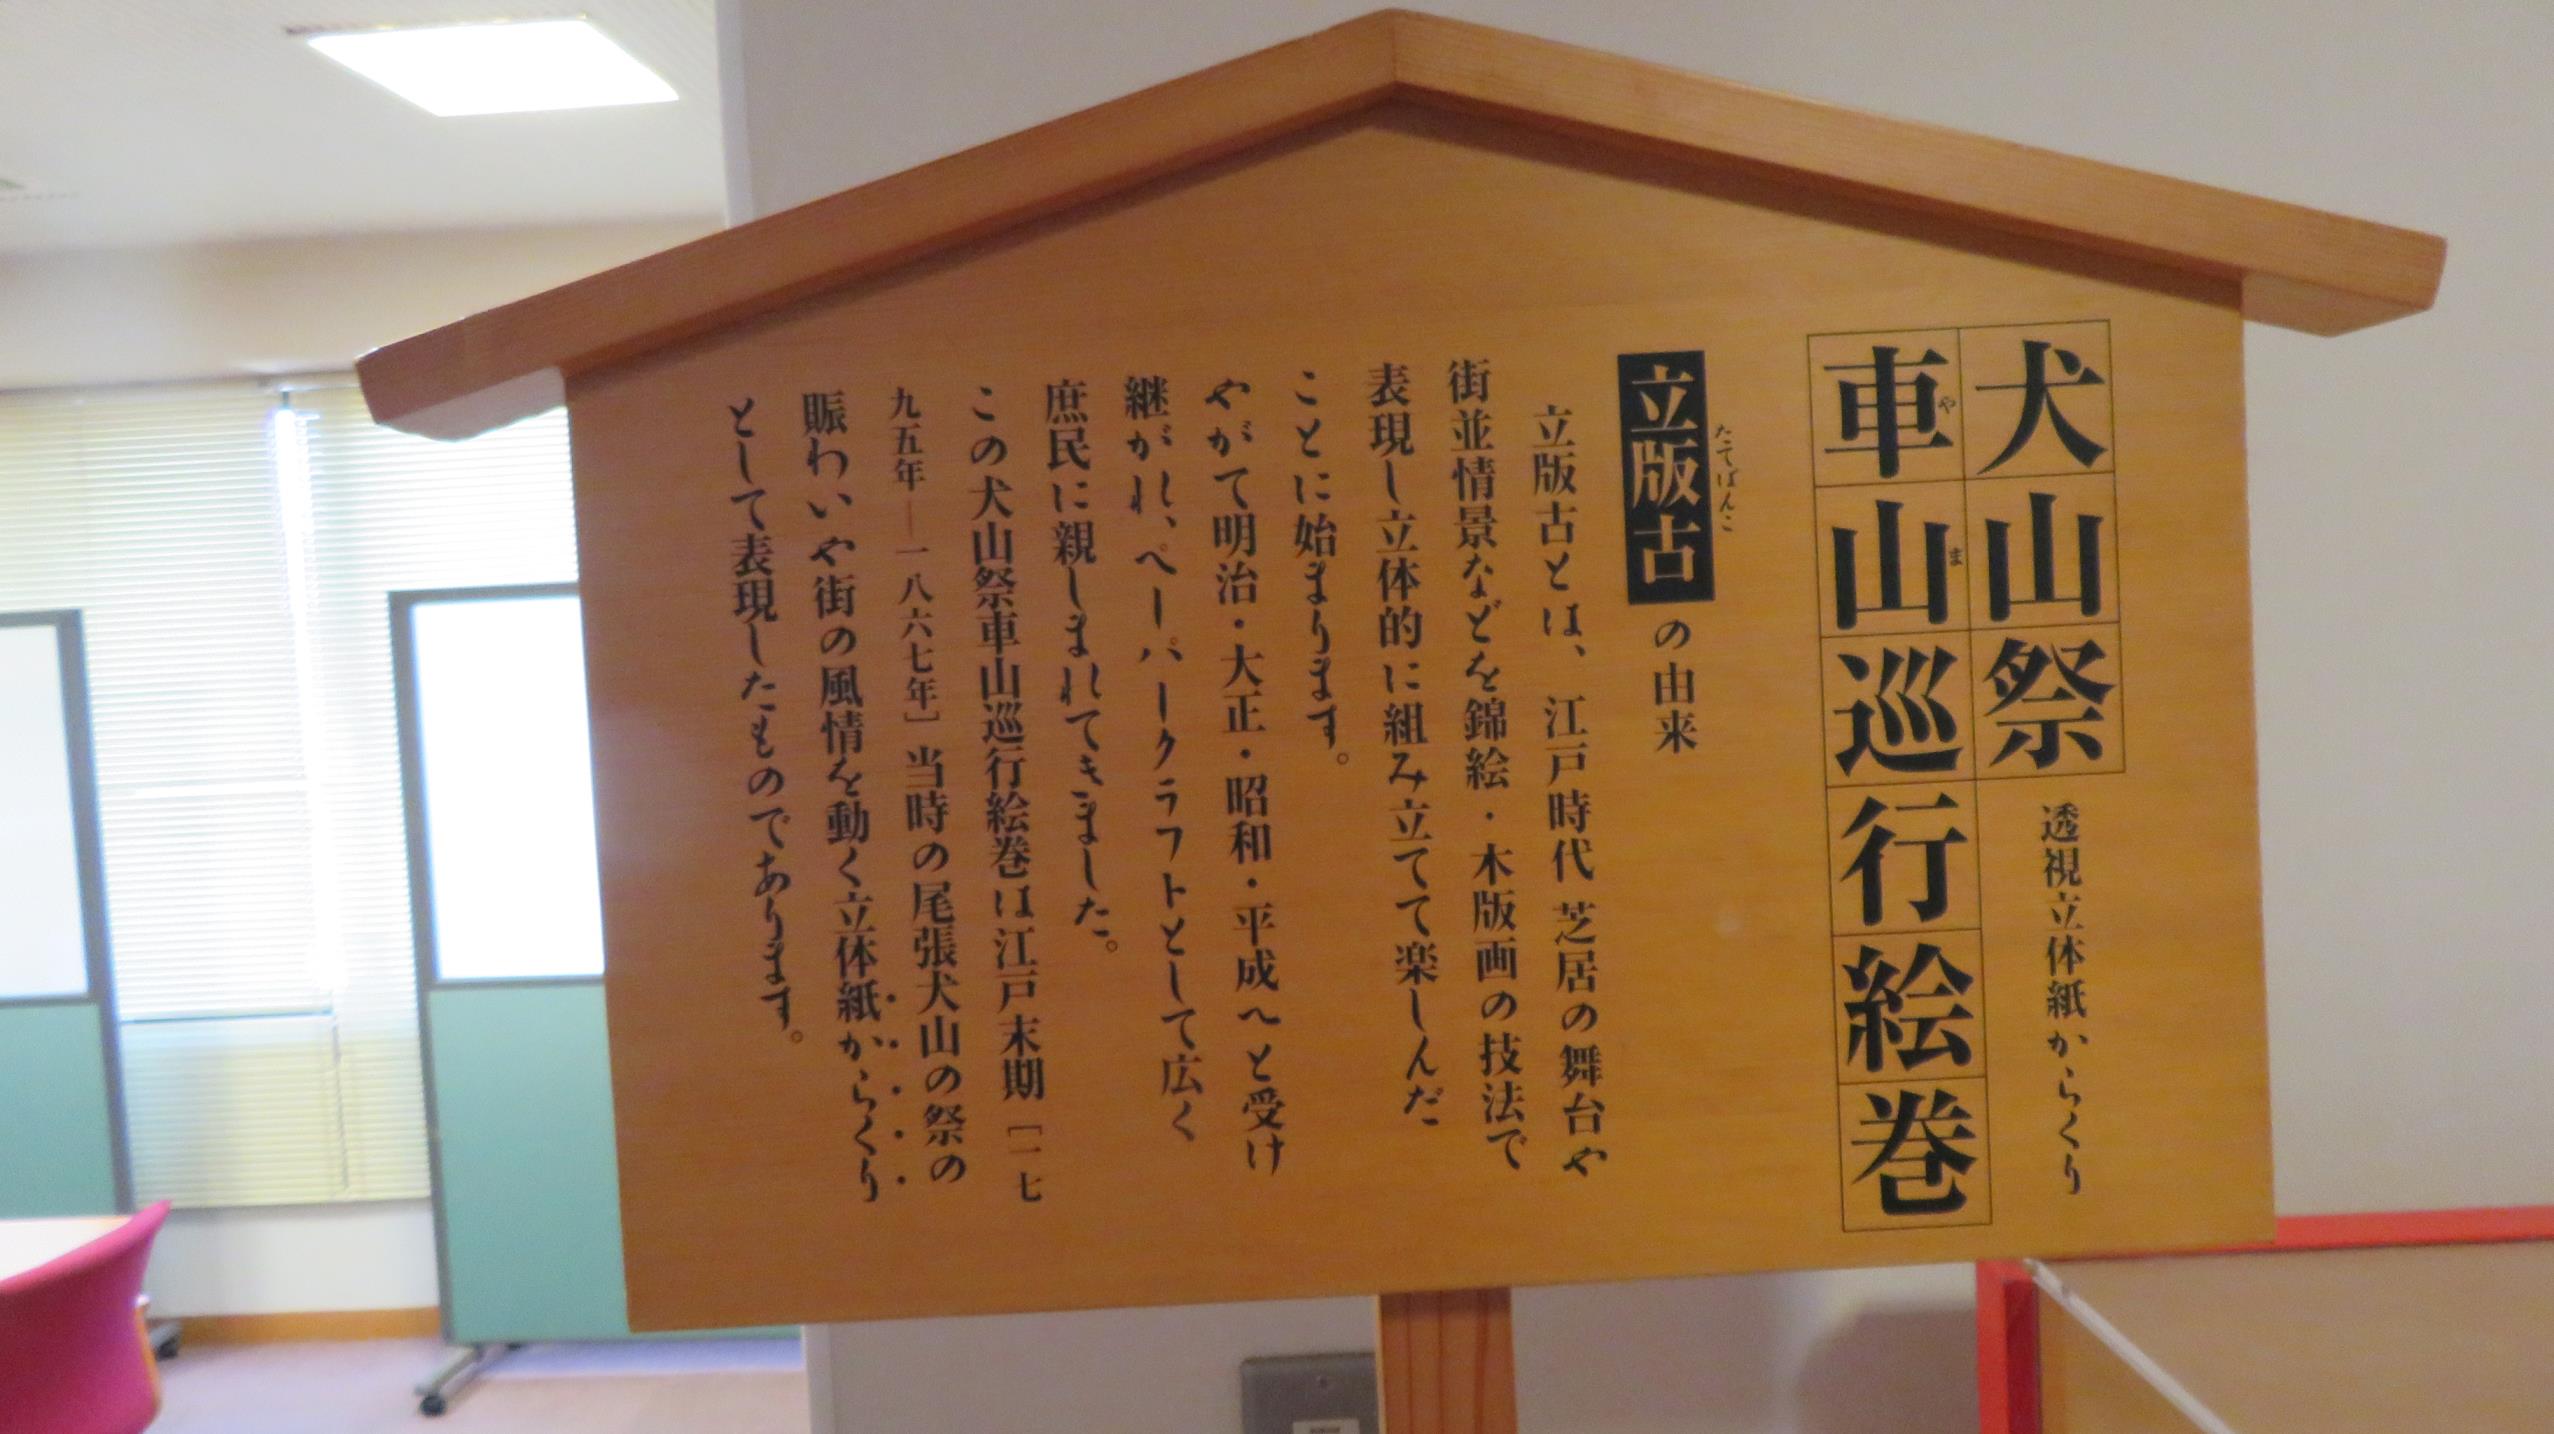 犬山祭 透視立体紙からくり
車山巡行絵巻
やま
立版古の由来
たてばんこ
立版古とは、江戸時代 芝居の舞台や
街並情景などを錦絵・木版画の技法で
表現し立体的に組み立てて楽しんだ
ことに始まります。
やがて明治・大正・昭和・平成へと受け
継がれ、ペーパークラフトとして広く
庶民に親しまれてきました。
この犬山祭車山巡行絵巻は江戸末期［一七
九五年―一八六七年］当時の尾張犬山の祭の
賑わいや街の風情を動く立体紙からくり
として表現したものであります。